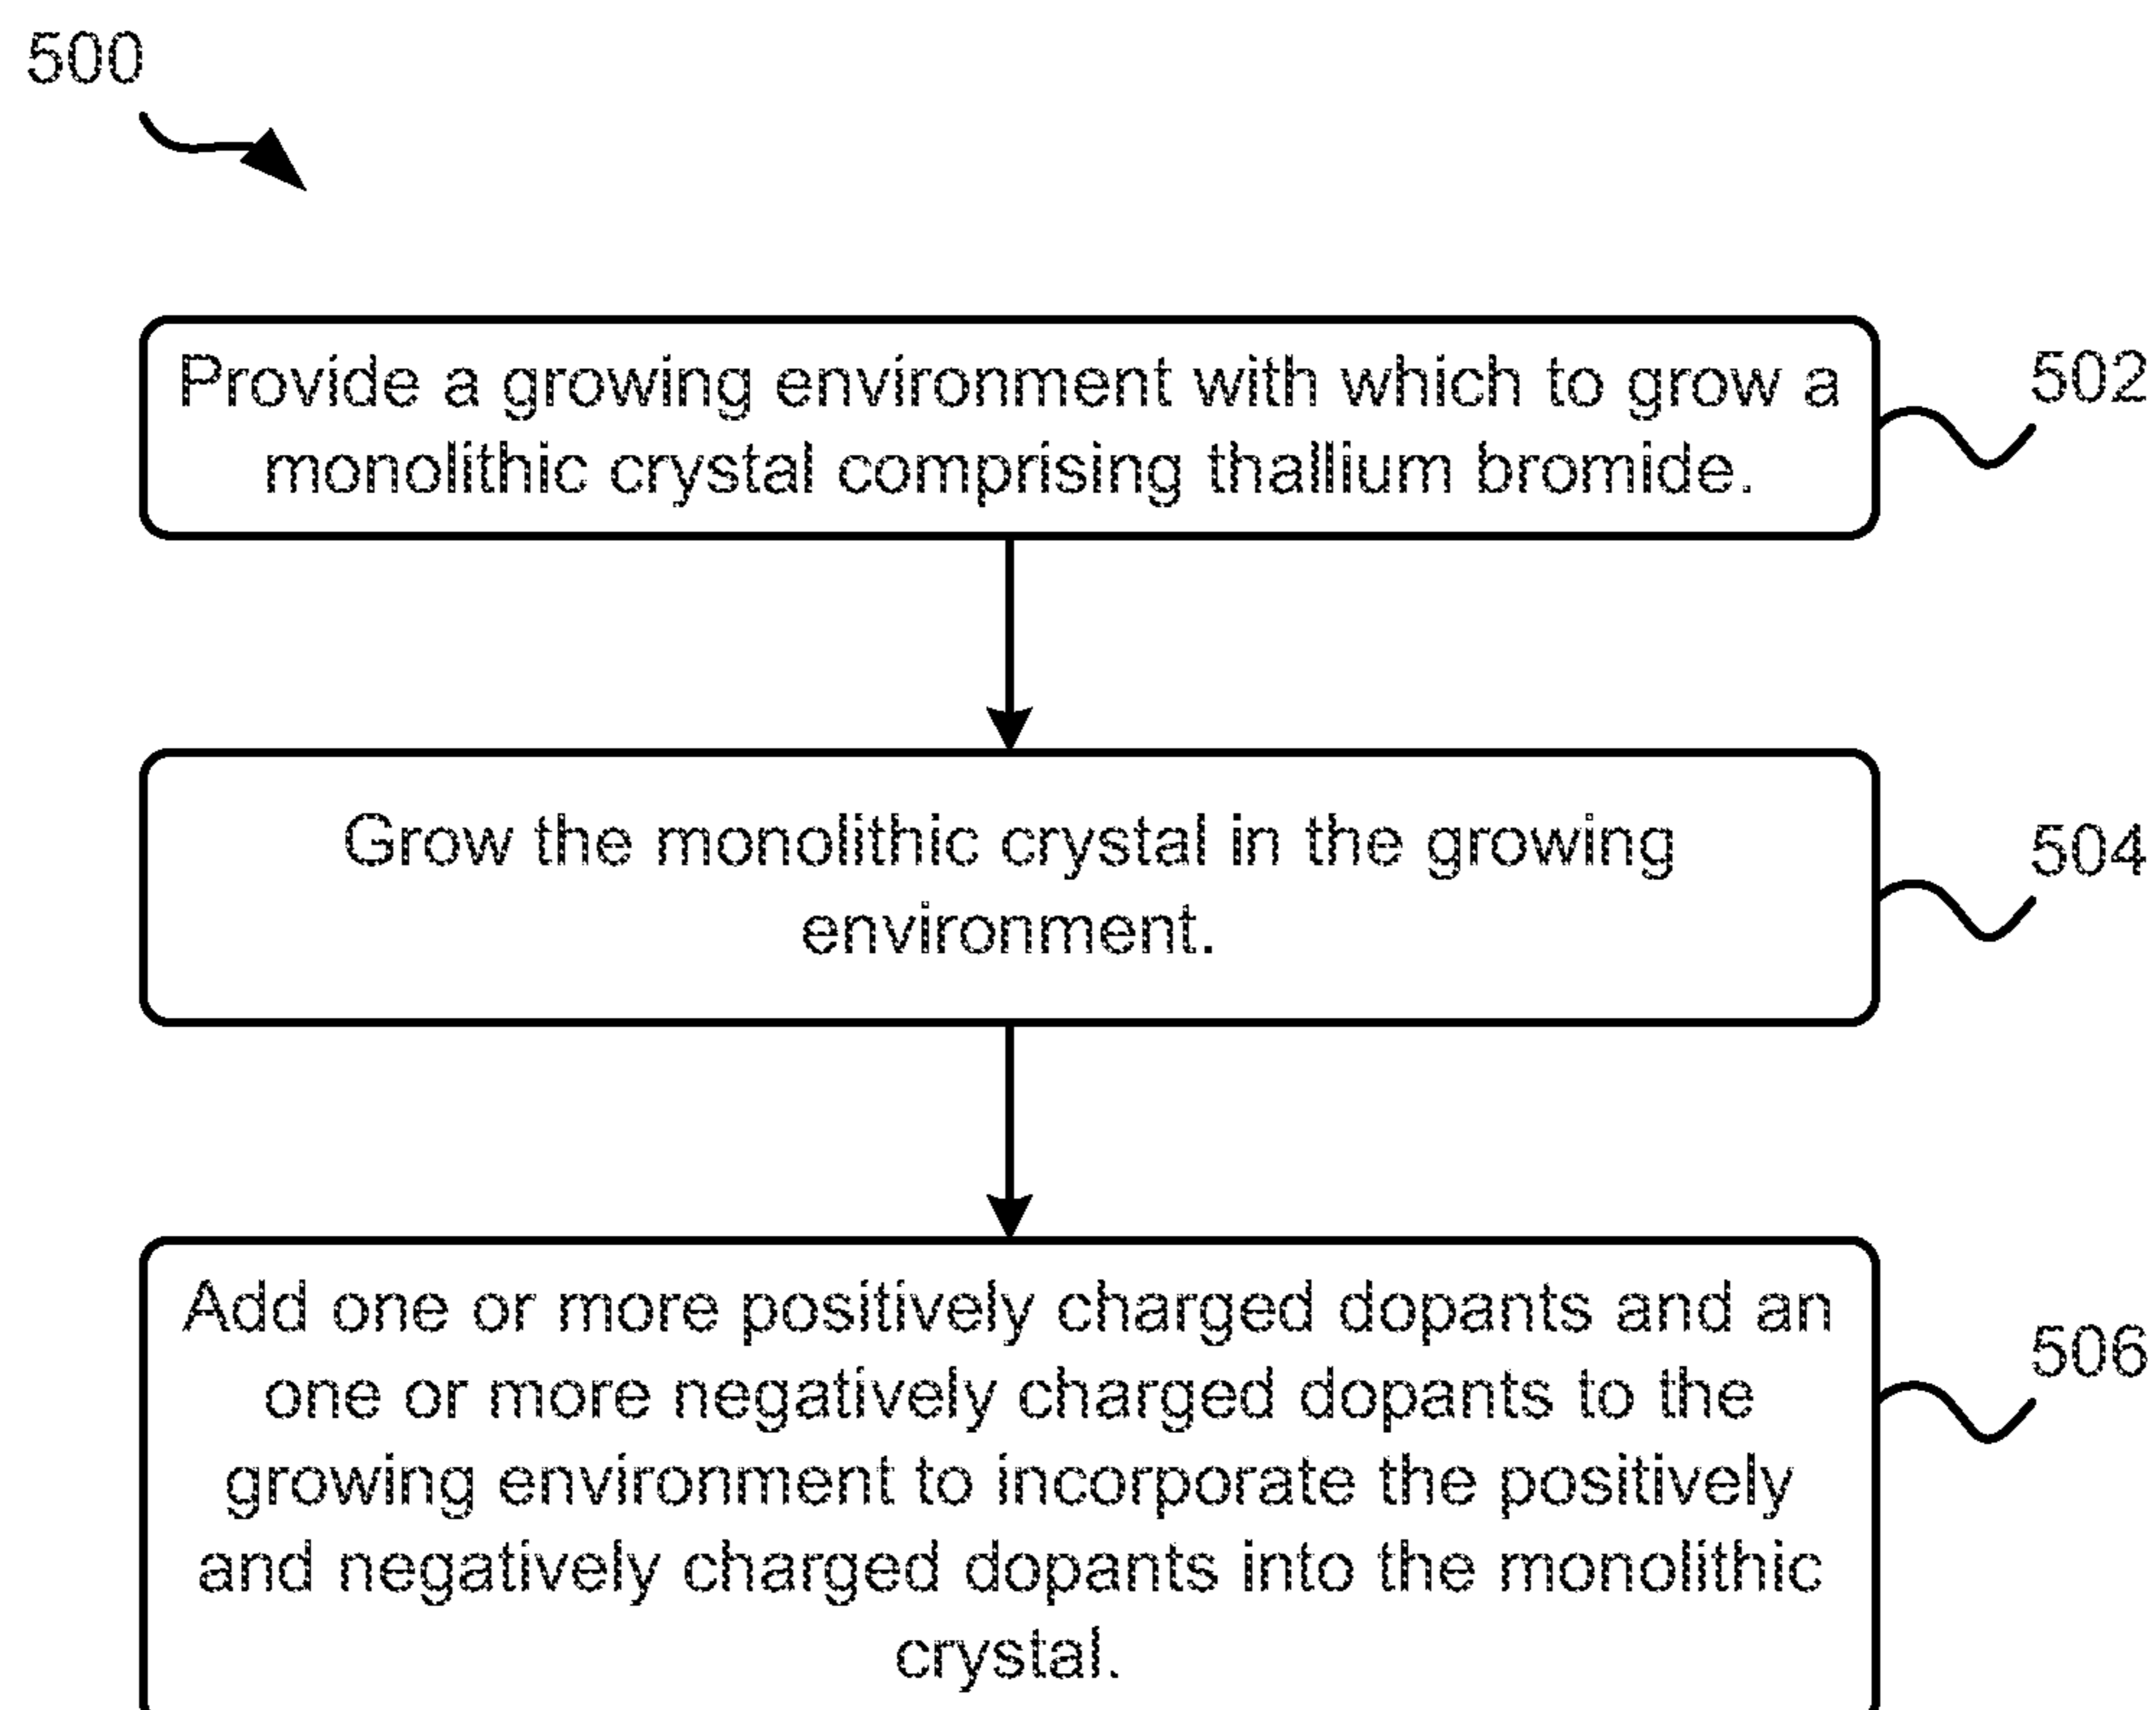 500
Provide a growing environment with which to grow a
monolithic crystal comprising thallium bromide.
502
Grow the monolithic crystal in the growing
environment.
504
Add one or more positively charged dopants and an
one or more negatively charged dopants to the
growing environment to incorporate the positively
and negatively charged dopants into the monolithic
crystal.
506